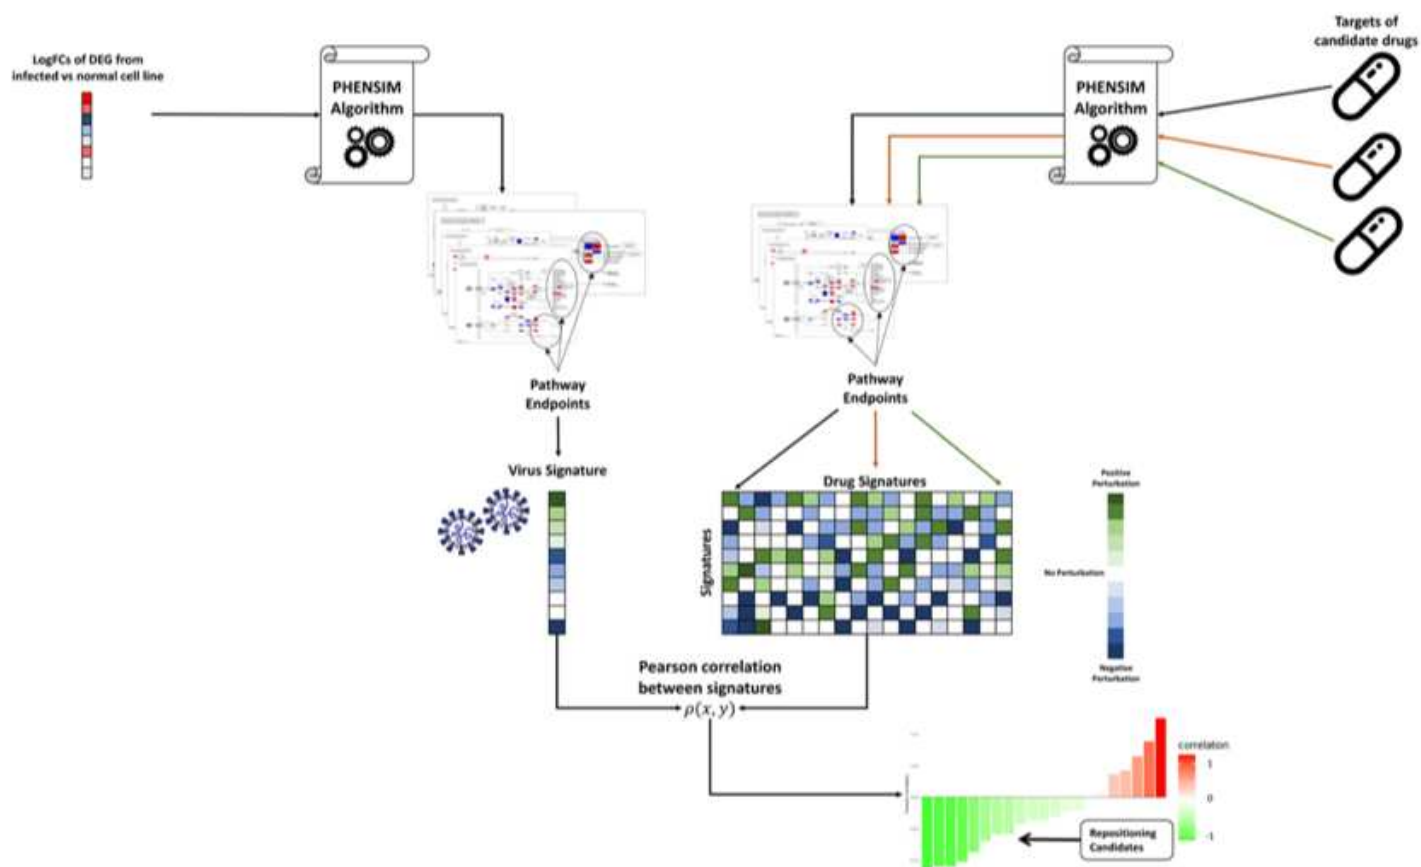 LogFCs of DEG from
infected vs normal cell line
PHENSIM
Algorithm
PHENSIM
Algorithm
Targets of
candidate drugs
Pathway
Endpoints
Pathway
Endpoints
Virus Signature
Drug Signatures
Signatures
Positive
Perturbation
No Perturbation
Negative
Perturbation
Pearson correlation
between signatures
ρ(x, y)
correlation
1
0
-1
Repositioning
Candidates